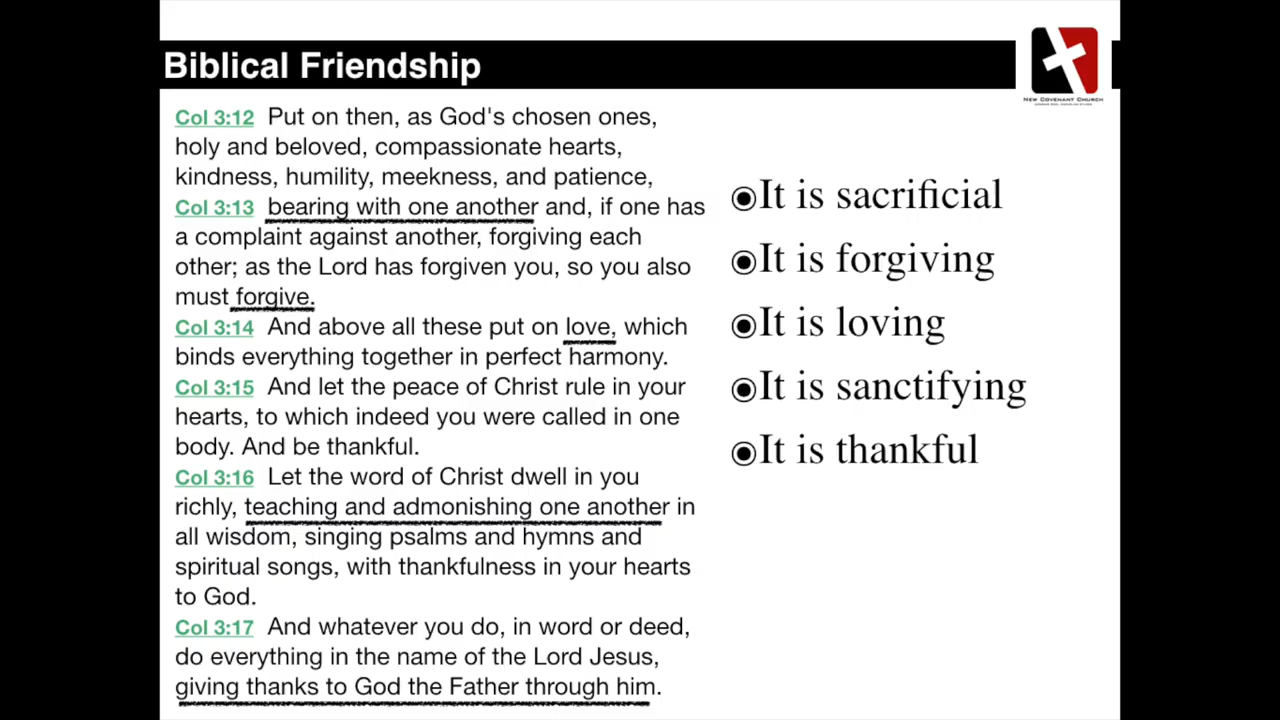 Biblical Friendship
NEW COVENANT CHURCH
Col 3:12 Put on then, as God's chosen ones,
holy and beloved, compassionate hearts,
kindness, humility, meekness, and patience,
Col 3:13 bearing with one another and, if one has
a complaint against another, forgiving each
other; as the Lord has forgiven you, so you also
must forgive.
Col 3:14 And above all these put on love, which
binds everything together in perfect harmony.
Col 3:15 And let the peace of Christ rule in your
hearts, to which indeed you were called in one
body. And be thankful.
Col 3:16 Let the word of Christ dwell in you
richly, teaching and admonishing one another in
all wisdom, singing psalms and hymns and
spiritual songs, with thankfulness in your hearts
to God.
Col 3:17 And whatever you do, in word or deed,
do everything in the name of the Lord Jesus,
giving thanks to God the Father through him.
It is sacrificial
It is forgiving
It is loving
It is sanctifying
It is thankful